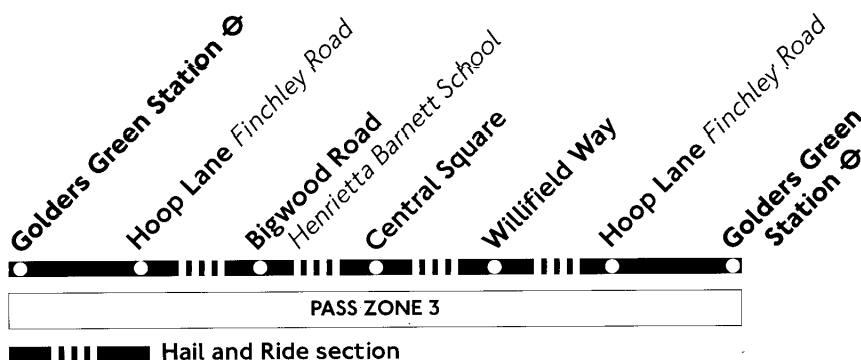 Golders Green Station
Hoop Lane Finchley Road
Bigwood Road
Henrietta Barnett School
Central Square
Willifield Way
Hoop Lane Finchley Road
Golders Green
Station
PASS ZONE 3
Hail and Ride section